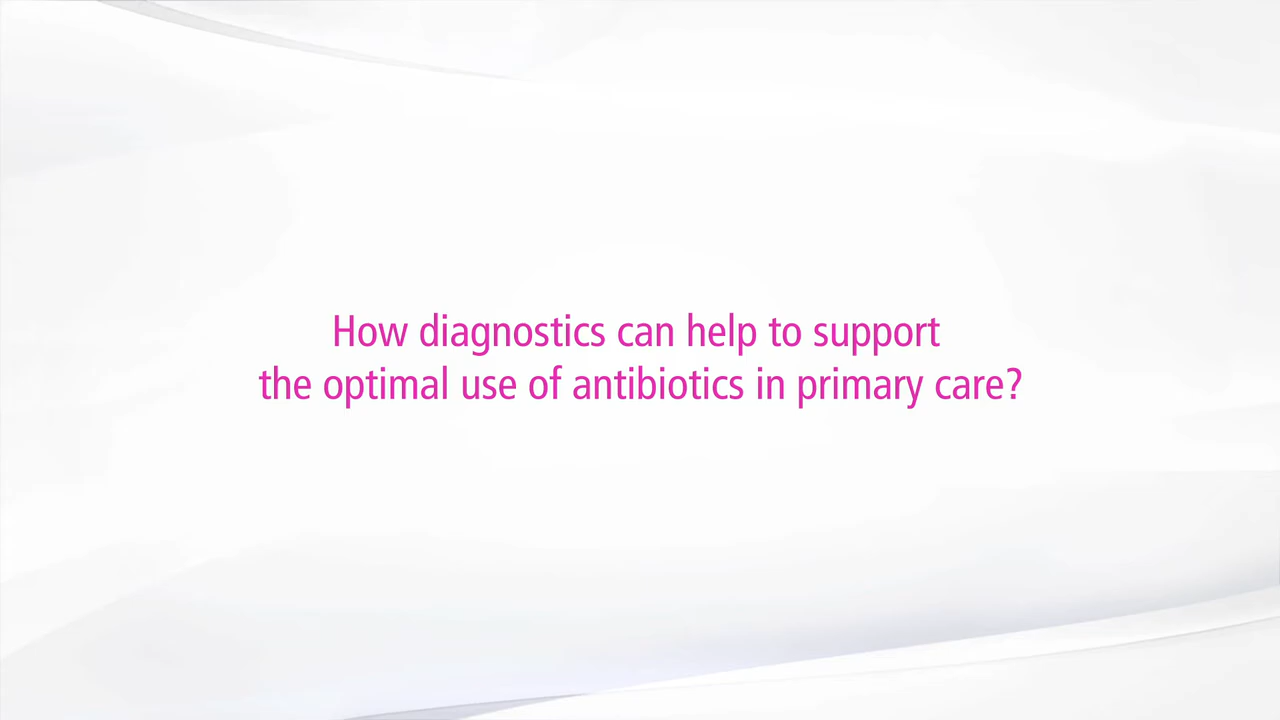 How diagnostics can help to support
the optimal use of antibiotics in primary care?